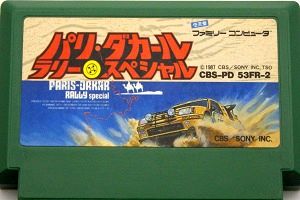 パリ・ダカール
ラリー スペシャル
ファミリー コンピュータ
© 1987 CBS/SONY INC. TSO
CBS-PD 53FR-2
PARIS-DAKAR
RALLY special
CBS/SONY INC.